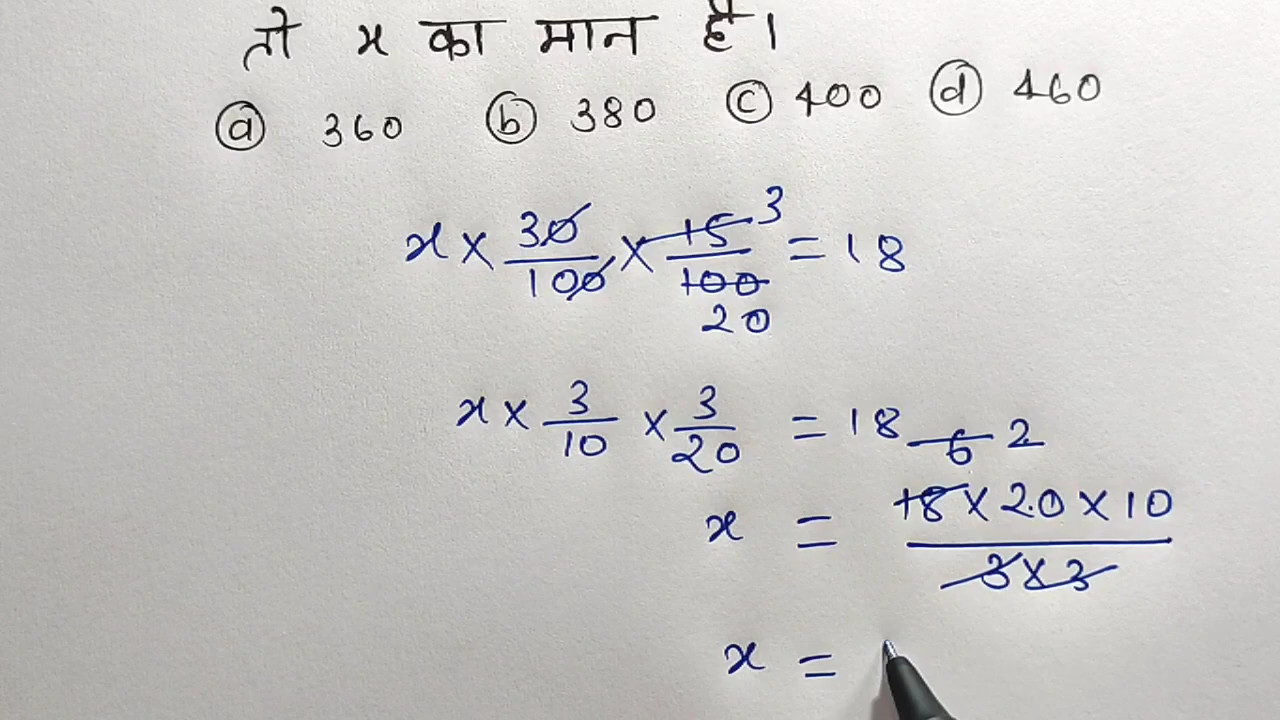 तो x का मान है।
ⓐ 360 ⓑ 380 ⓒ 400 ⓓ 460
x × 30/100 × 15/100 = 18
3
20
x × 3/10 × 3/20 = 18
6 2
x = 18 × 20 × 10 / 3 × 3
x =